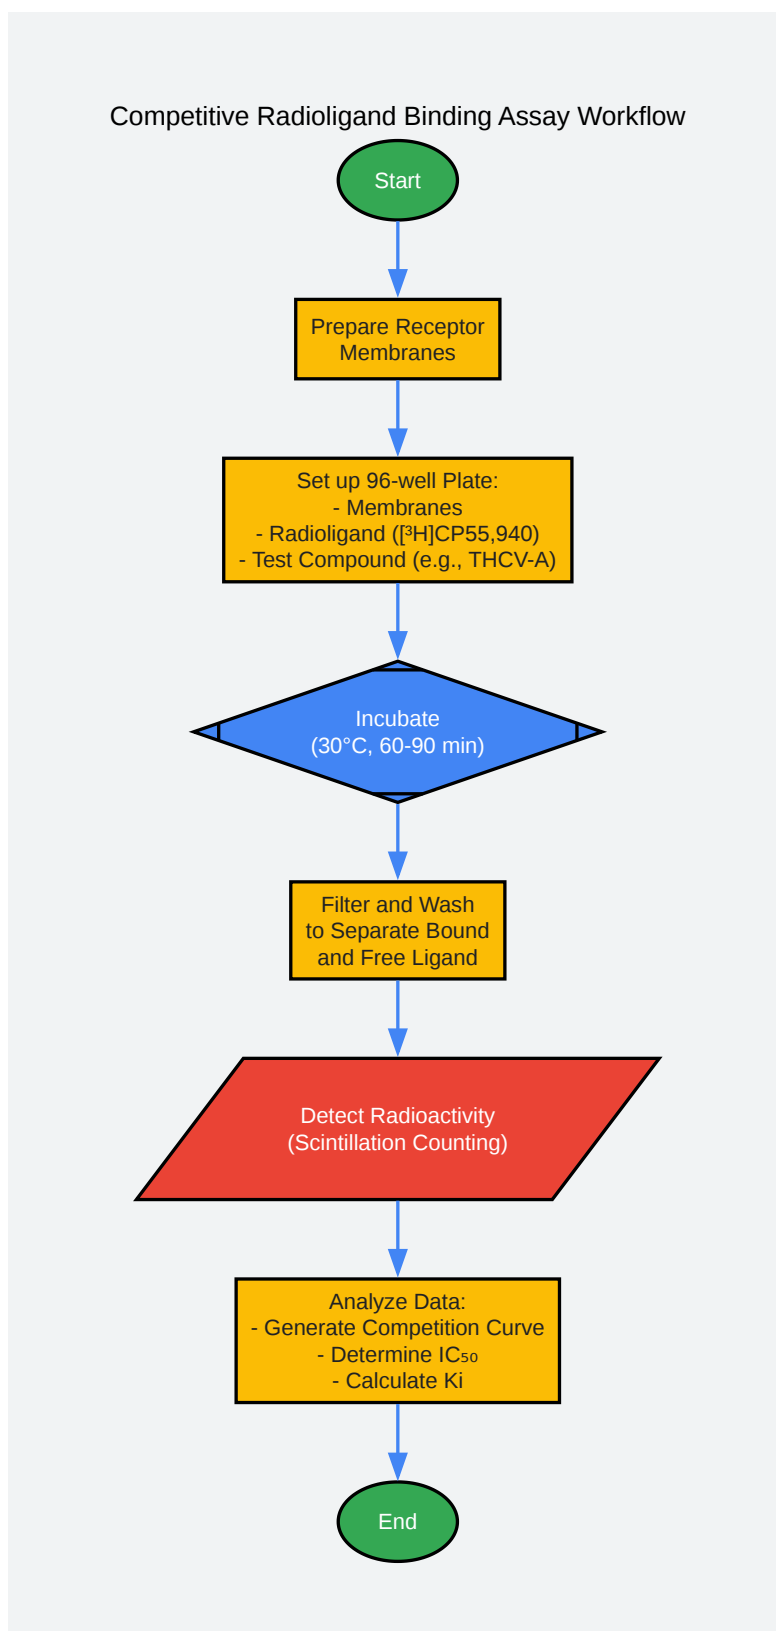 Competitive Radioligand Binding Assay Workflow
Start
Prepare Receptor
Membranes
Set up 96-well Plate:
- Membranes
- Radioligand ([³H]CP55,940)
- Test Compound (e.g., THCV-A)
Incubate
(30°C, 60-90 min)
Filter and Wash
to Separate Bound
and Free Ligand
Detect Radioactivity
(Scintillation Counting)
Analyze Data:
- Generate Competition Curve
- Determine IC₅₀
- Calculate Ki
End